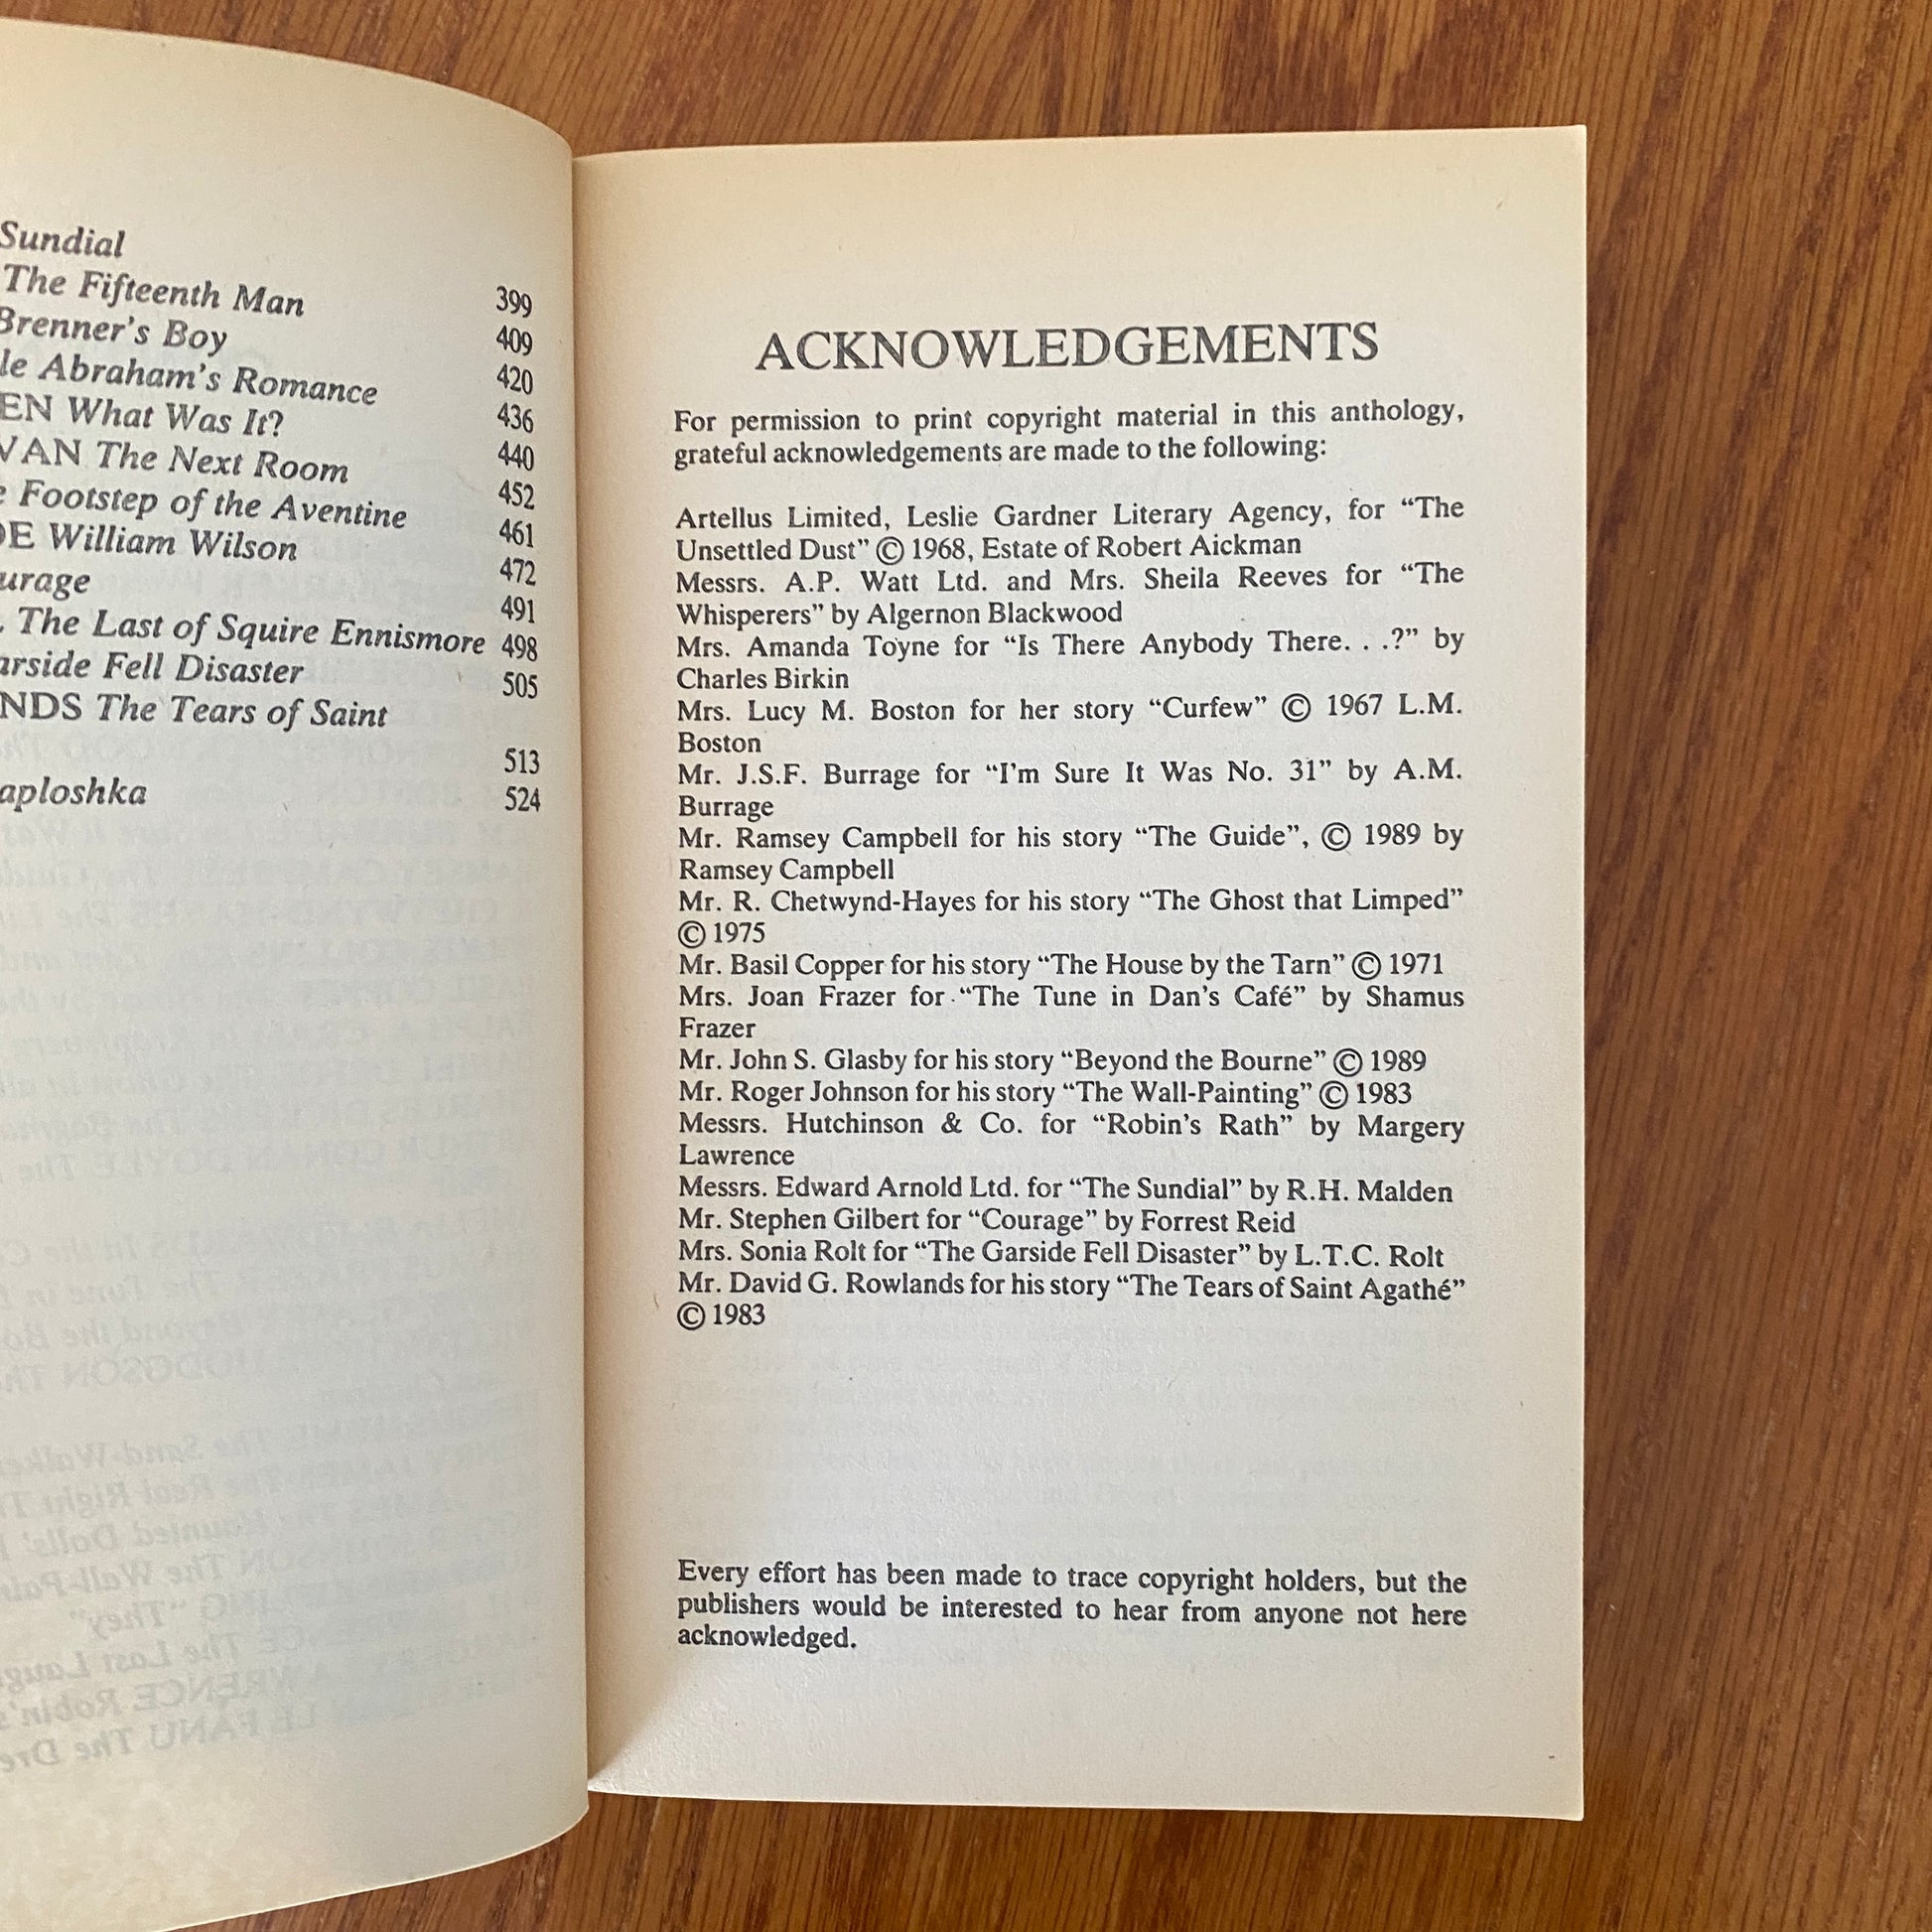 Sundial 399
The Fifteenth Man 409
Brenner's Boy 420
le Abraham's Romance 436
EN What Was It? 440
VAN The Next Room 452
Footstep of the Aventine 461
OE William Wilson 472
urage 491
. The Last of Squire Ennismore 498
arside Fell Disaster 505
NDS The Tears of Saint
513
aploshka 524
ACKNOWLEDGEMENTS
For permission to print copyright material in this anthology,
grateful acknowledgements are made to the following:
Artellus Limited, Leslie Gardner Literary Agency, for “The
Unsettled Dust” © 1968, Estate of Robert Aickman
Messrs. A.P. Watt Ltd. and Mrs. Sheila Reeves for “The
Whisperers” by Algernon Blackwood
Mrs. Amanda Toyne for “Is There Anybody There. . .?” by
Charles Birkin
Mrs. Lucy M. Boston for her story “Curfew” © 1967 L.M.
Boston
Mr. J.S.F. Burrage for “I'm Sure It Was No. 31” by A.M.
Burrage
Mr. Ramsey Campbell for his story “The Guide”, © 1989 by
Ramsey Campbell
Mr. R. Chetwynd-Hayes for his story “The Ghost that Limped”
© 1975
Mr. Basil Copper for his story “The House by the Tarn” © 1971
Mrs. Joan Frazer for “The Tune in Dan's Café” by Shamus
Frazer
Mr. John S. Glasby for his story “Beyond the Bourne” © 1989
Mr. Roger Johnson for his story “The Wall-Painting” © 1983
Messrs. Hutchinson & Co. for “Robin's Rath” by Margery
Lawrence
Messrs. Edward Arnold Ltd. for “The Sundial” by R.H. Malden
Mr. Stephen Gilbert for “Courage” by Forrest Reid
Mrs. Sonia Rolt for “The Garside Fell Disaster” by L.T.C. Rolt
Mr. David G. Rowlands for his story “The Tears of Saint Agathé”
© 1983
Every effort has been made to trace copyright holders, but the
publishers would be interested to hear from anyone not here
acknowledged.